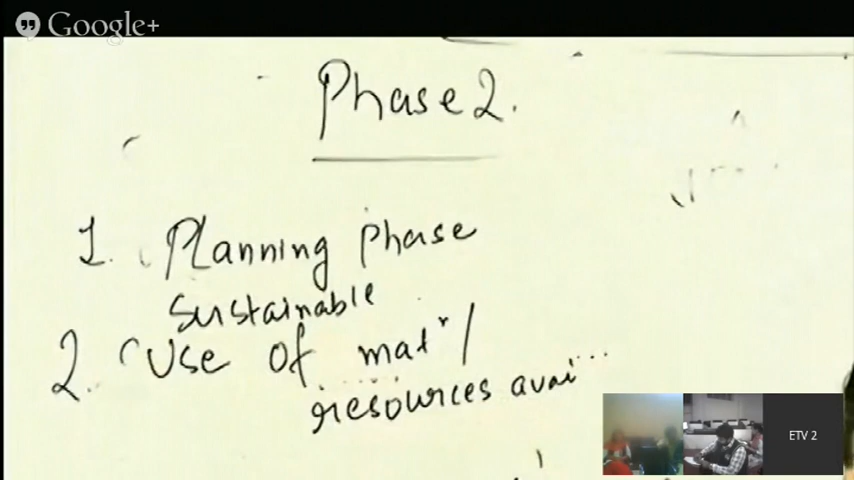 Google+
Phase 2.
1. Planning phase
sustainable
2. Use of mat" /
resources avai...
ETV 2